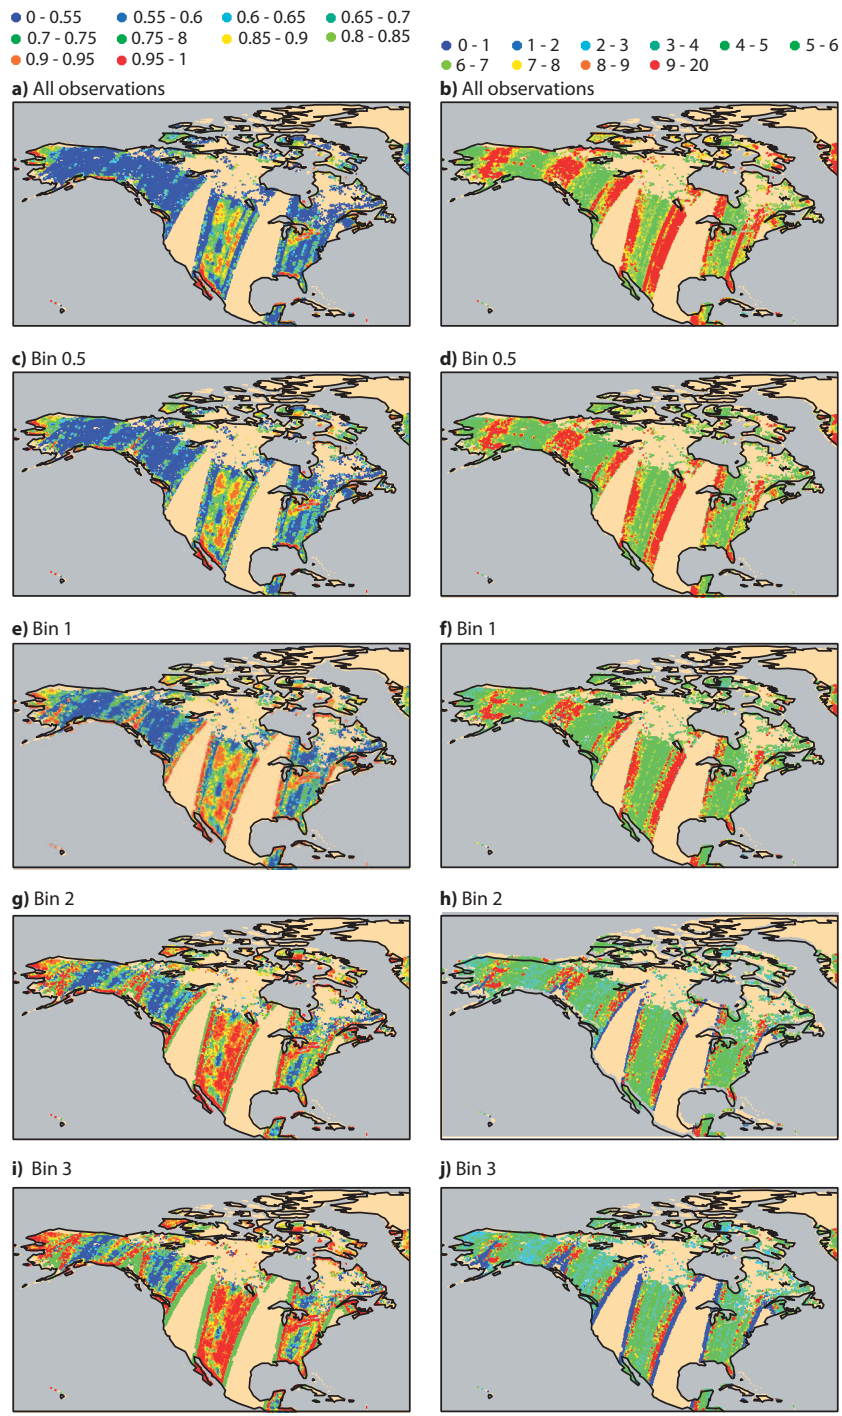 0 - 0.55 0.55 - 0.6 0.6 - 0.65 0.65 - 0.7
0.7 - 0.75 0.75 - 8 0.85 - 0.9 0.8 - 0.85
0.9 - 0.95 0.95 - 1
0 - 1 1 - 2 2 - 3 3 - 4 4 - 5 5 - 6
6 - 7 7 - 8 8 - 9 9 - 20
a) All observations
b) All observations
c) Bin 0.5
d) Bin 0.5
e) Bin 1
f) Bin 1
g) Bin 2
h) Bin 2
i) Bin 3
j) Bin 3